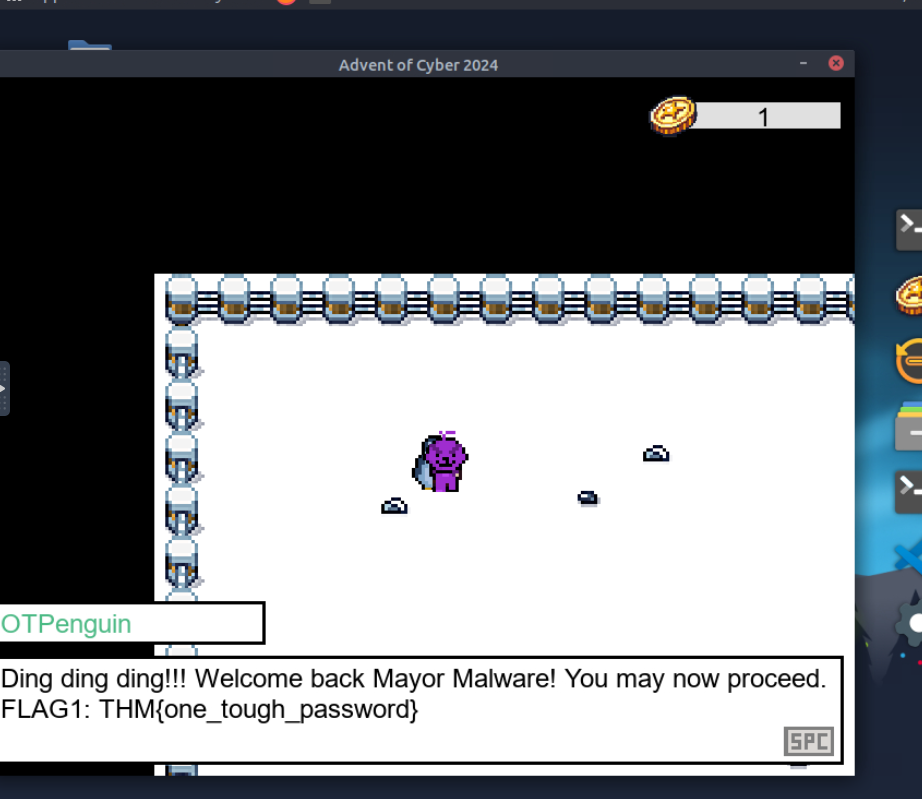 Advent of Cyber 2024
1
OTPenguin
Ding ding ding!!! Welcome back Mayor Malware! You may now proceed.
FLAG1: THM{one_tough_password}
SPC